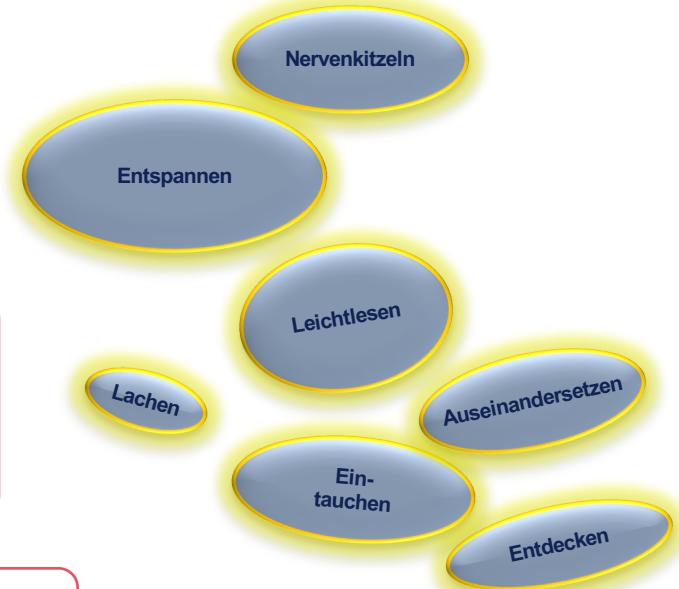 Nervenkitzeln
Entspannen
Leichtlesen
Lachen
Auseinandersetzen
Ein-
tauchen
Entdecken